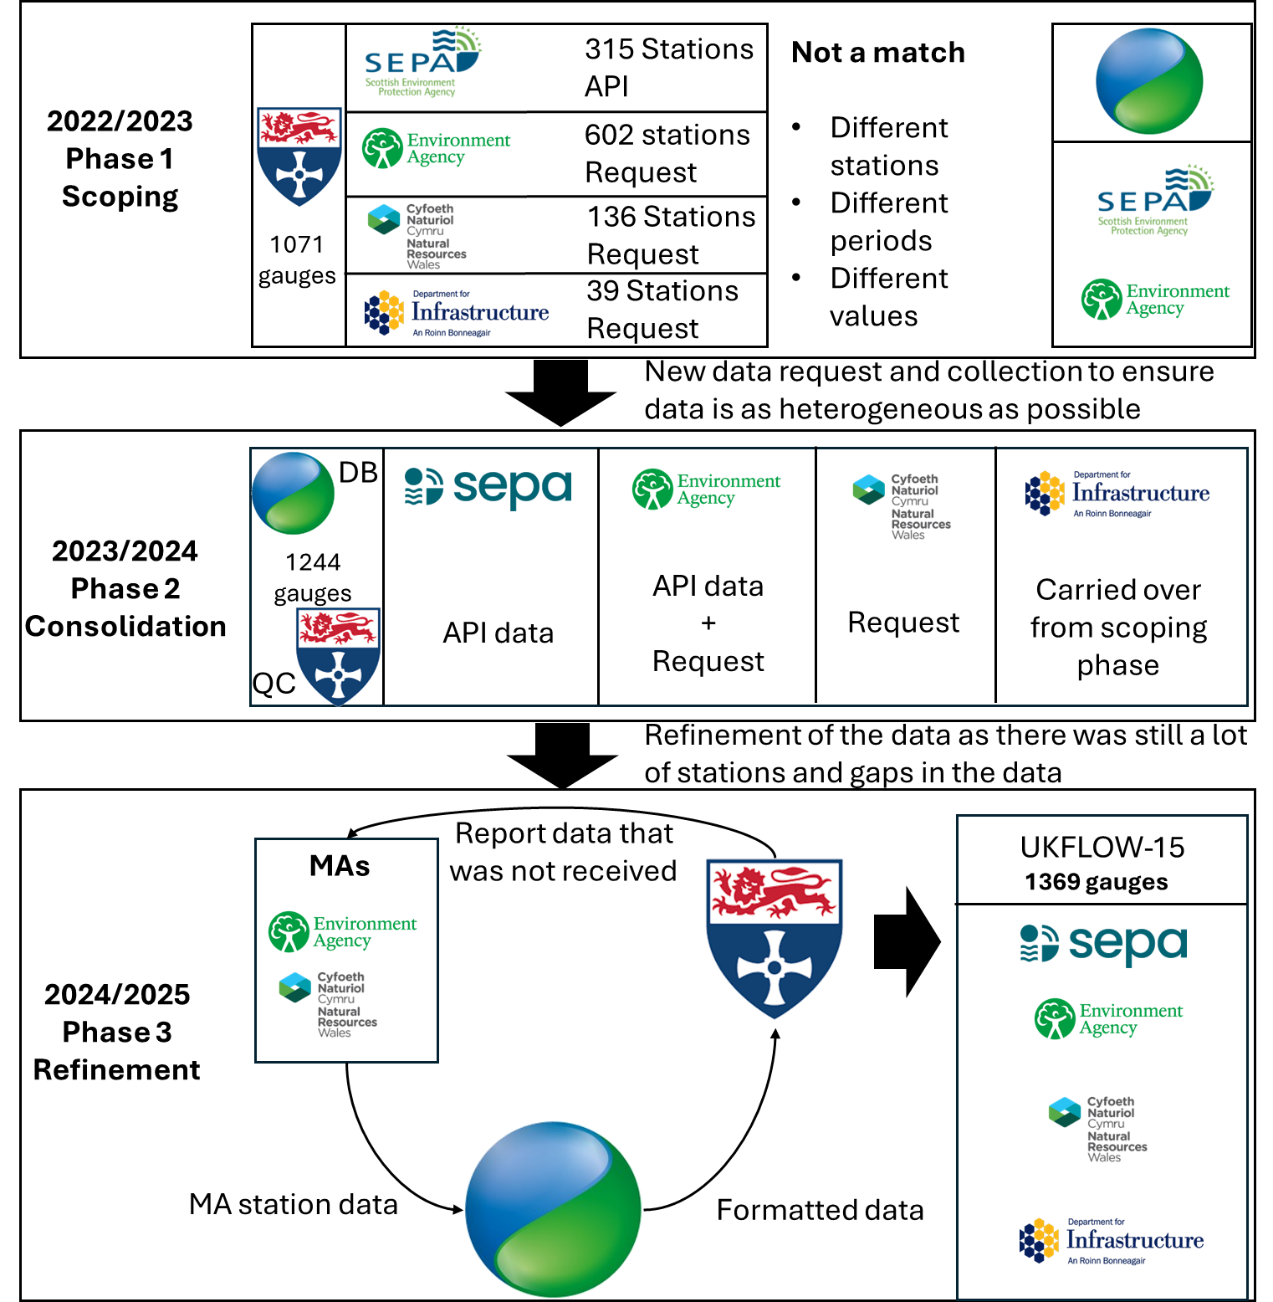 2022/2023
Phase 1
Scoping
1071
gauges
SEPA
Scottish Environment
Protection Agency
315 Stations
API
Environment
Agency
602 stations
Request
Cyfoeth
Naturiol
Cymru
Natural
Resources
Wales
136 Stations
Request
Department for
Infrastructure
An Roinn Bonneagair
39 Stations
Request
Not a match
• Different
stations
• Different
periods
• Different
values
SEPA
Scottish Environment
Protection Agency
Environment
Agency
New data request and collection to ensure
data is as heterogeneous as possible
2023/2024
Phase 2
Consolidation
DB
1244
gauges
QC
sepa
API data
Environment
Agency
API data
+
Request
Cyfoeth
Naturiol
Cymru
Natural
Resources
Wales
Request
Department for
Infrastructure
An Roinn Bonneagair
Carried over
from scoping
phase
Refinement of the data as there was still a lot
of stations and gaps in the data
2024/2025
Phase 3
Refinement
MAs
Environment
Agency
Cyfoeth
Naturiol
Cymru
Natural
Resources
Wales
Report data that
was not received
MA station data
Formatted data
UKFLOW-15
1369 gauges
sepa
Environment
Agency
Cyfoeth
Naturiol
Cymru
Natural
Resources
Wales
Department for
Infrastructure
An Roinn Bonneagair